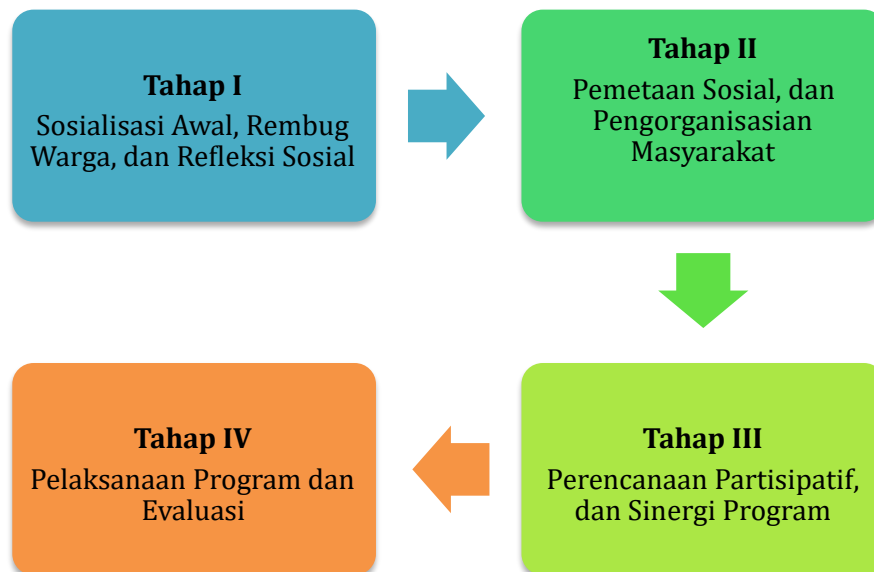 Tahap I
Sosialisasi Awal, Rembug
Warga, dan Refleksi Sosial
Tahap II
Pemetaan Sosial, dan
Pengorganisasian
Masyarakat
Tahap III
Perencanaan Partisipatif,
dan Sinergi Program
Tahap IV
Pelaksanaan Program dan
Evaluasi